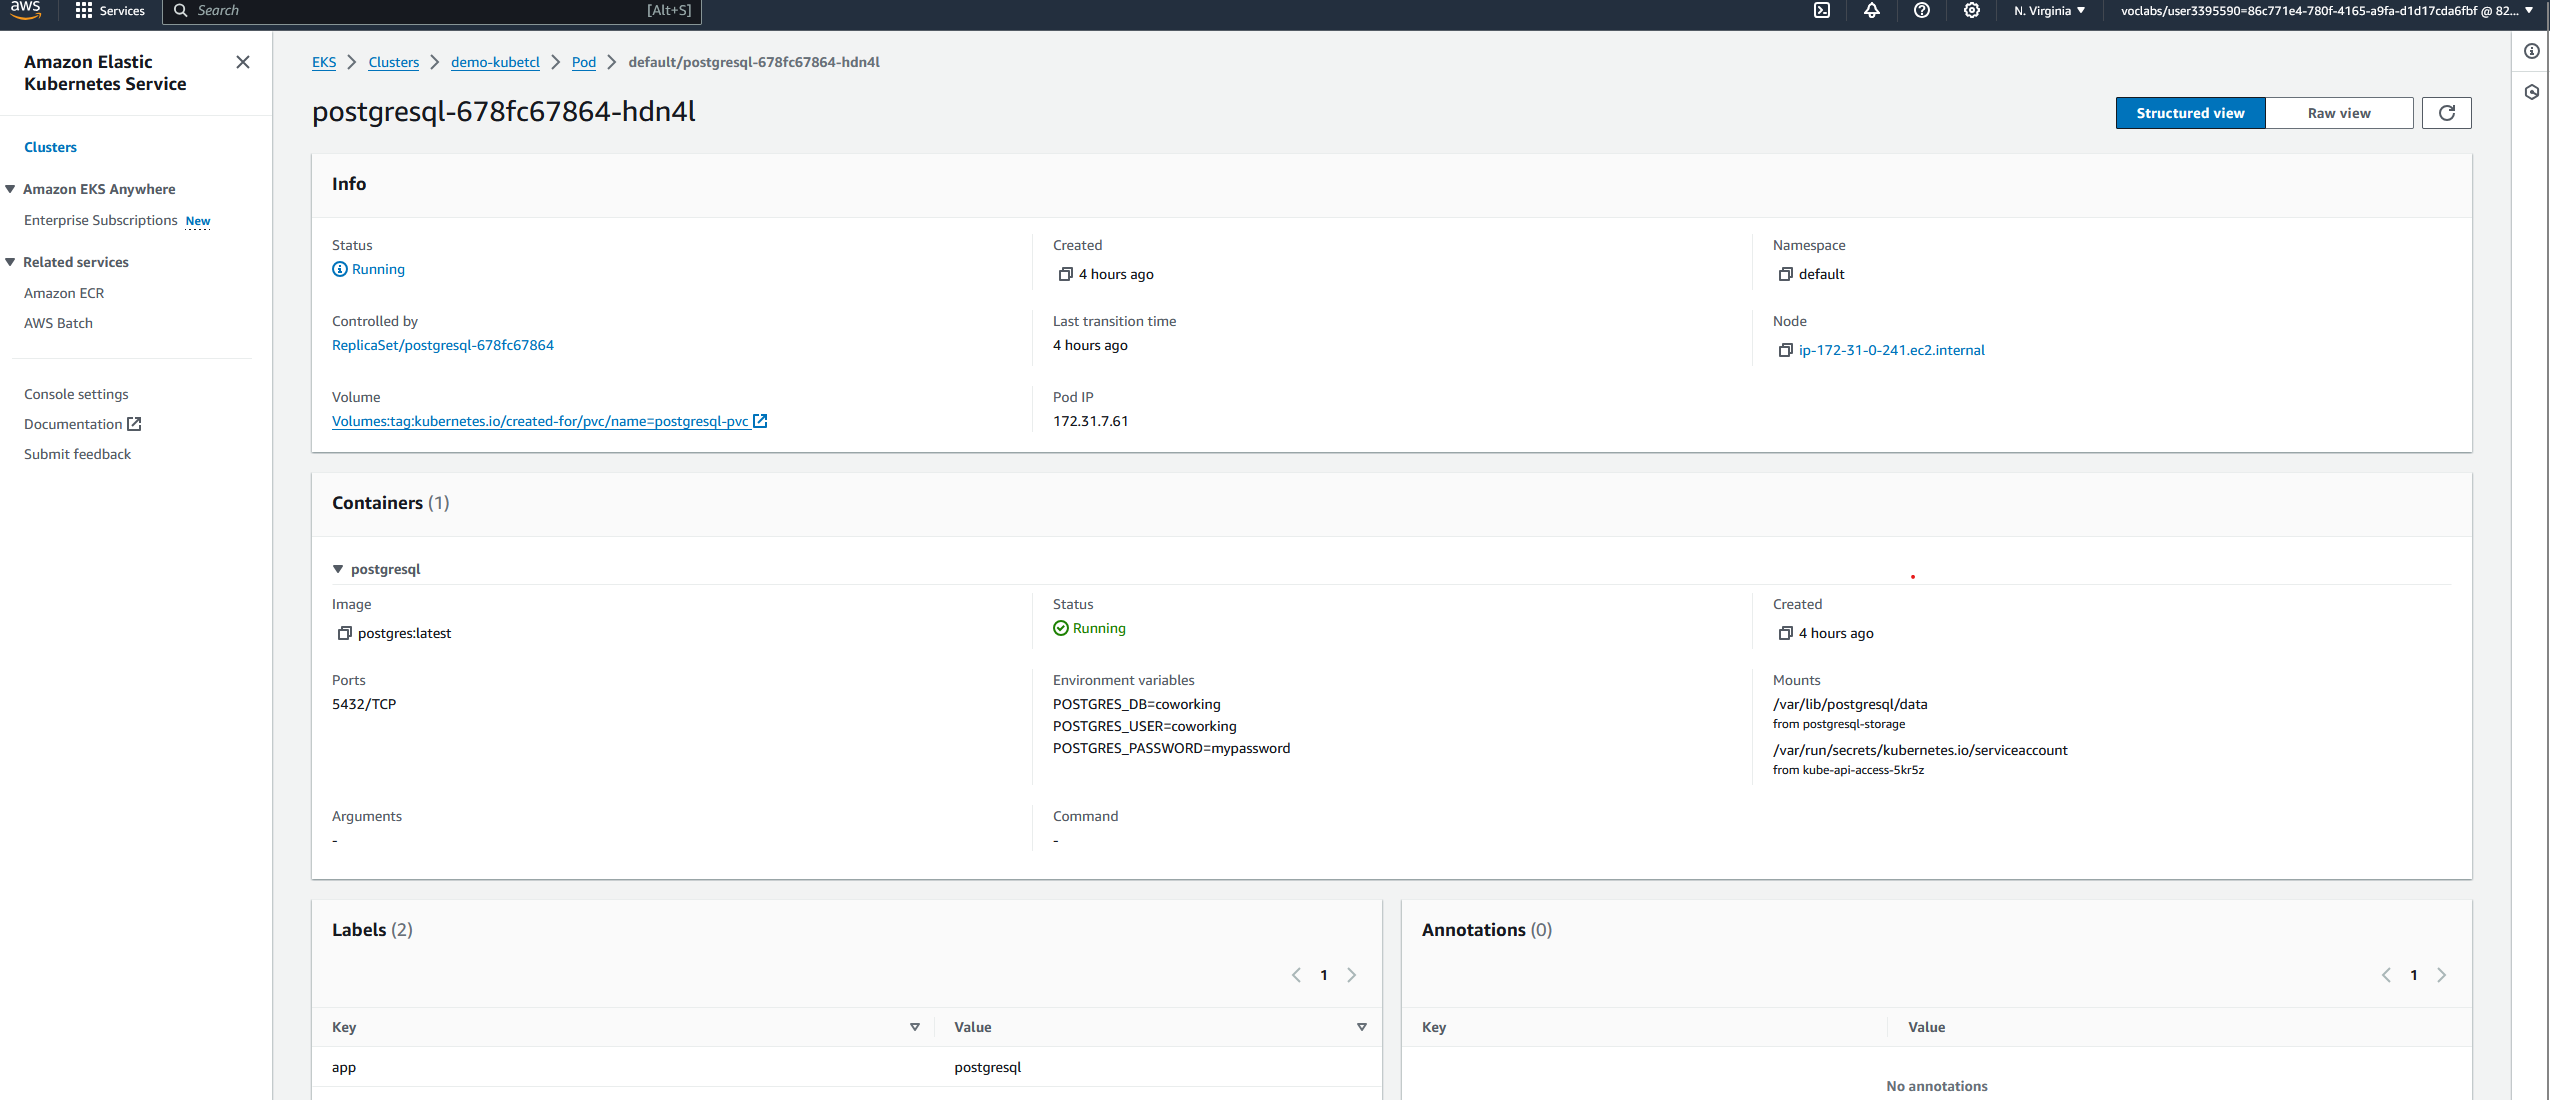 aws
Services
Search
[Alt+S]
N. Virginia
voclabs/user3395590=86c771e4-780f-4165-a9fa-d1d17cda6fbf @ 82...
Amazon Elastic
Kubernetes Service
Clusters
Amazon EKS Anywhere
Enterprise Subscriptions New
Related services
Amazon ECR
AWS Batch
Console settings
Documentation
Submit feedback
EKS > Clusters > demo-kubetcl > Pod > default/postgresql-678fc67864-hdn4l
postgresql-678fc67864-hdn4l
Structured view
Raw view
Info
Status
Running
Created
4 hours ago
Namespace
default
Controlled by
ReplicaSet/postgresql-678fc67864
Last transition time
4 hours ago
Node
ip-172-31-0-241.ec2.internal
Volume
Volumes:tag:kubernetes.io/created-for/pvc/name=postgresql-pvc
Pod IP
172.31.7.61
Containers (1)
postgresql
Image
postgres:latest
Status
Running
Created
4 hours ago
Ports
5432/TCP
Environment variables
POSTGRES_DB=coworking
POSTGRES_USER=coworking
POSTGRES_PASSWORD=mypassword
Mounts
/var/lib/postgresql/data
from postgresql-storage
/var/run/secrets/kubernetes.io/serviceaccount
from kube-api-access-5kr5z
Arguments
-
Command
-
Labels (2)
1
Key
Value
app
postgresql
Annotations (0)
1
Key
Value
No annotations